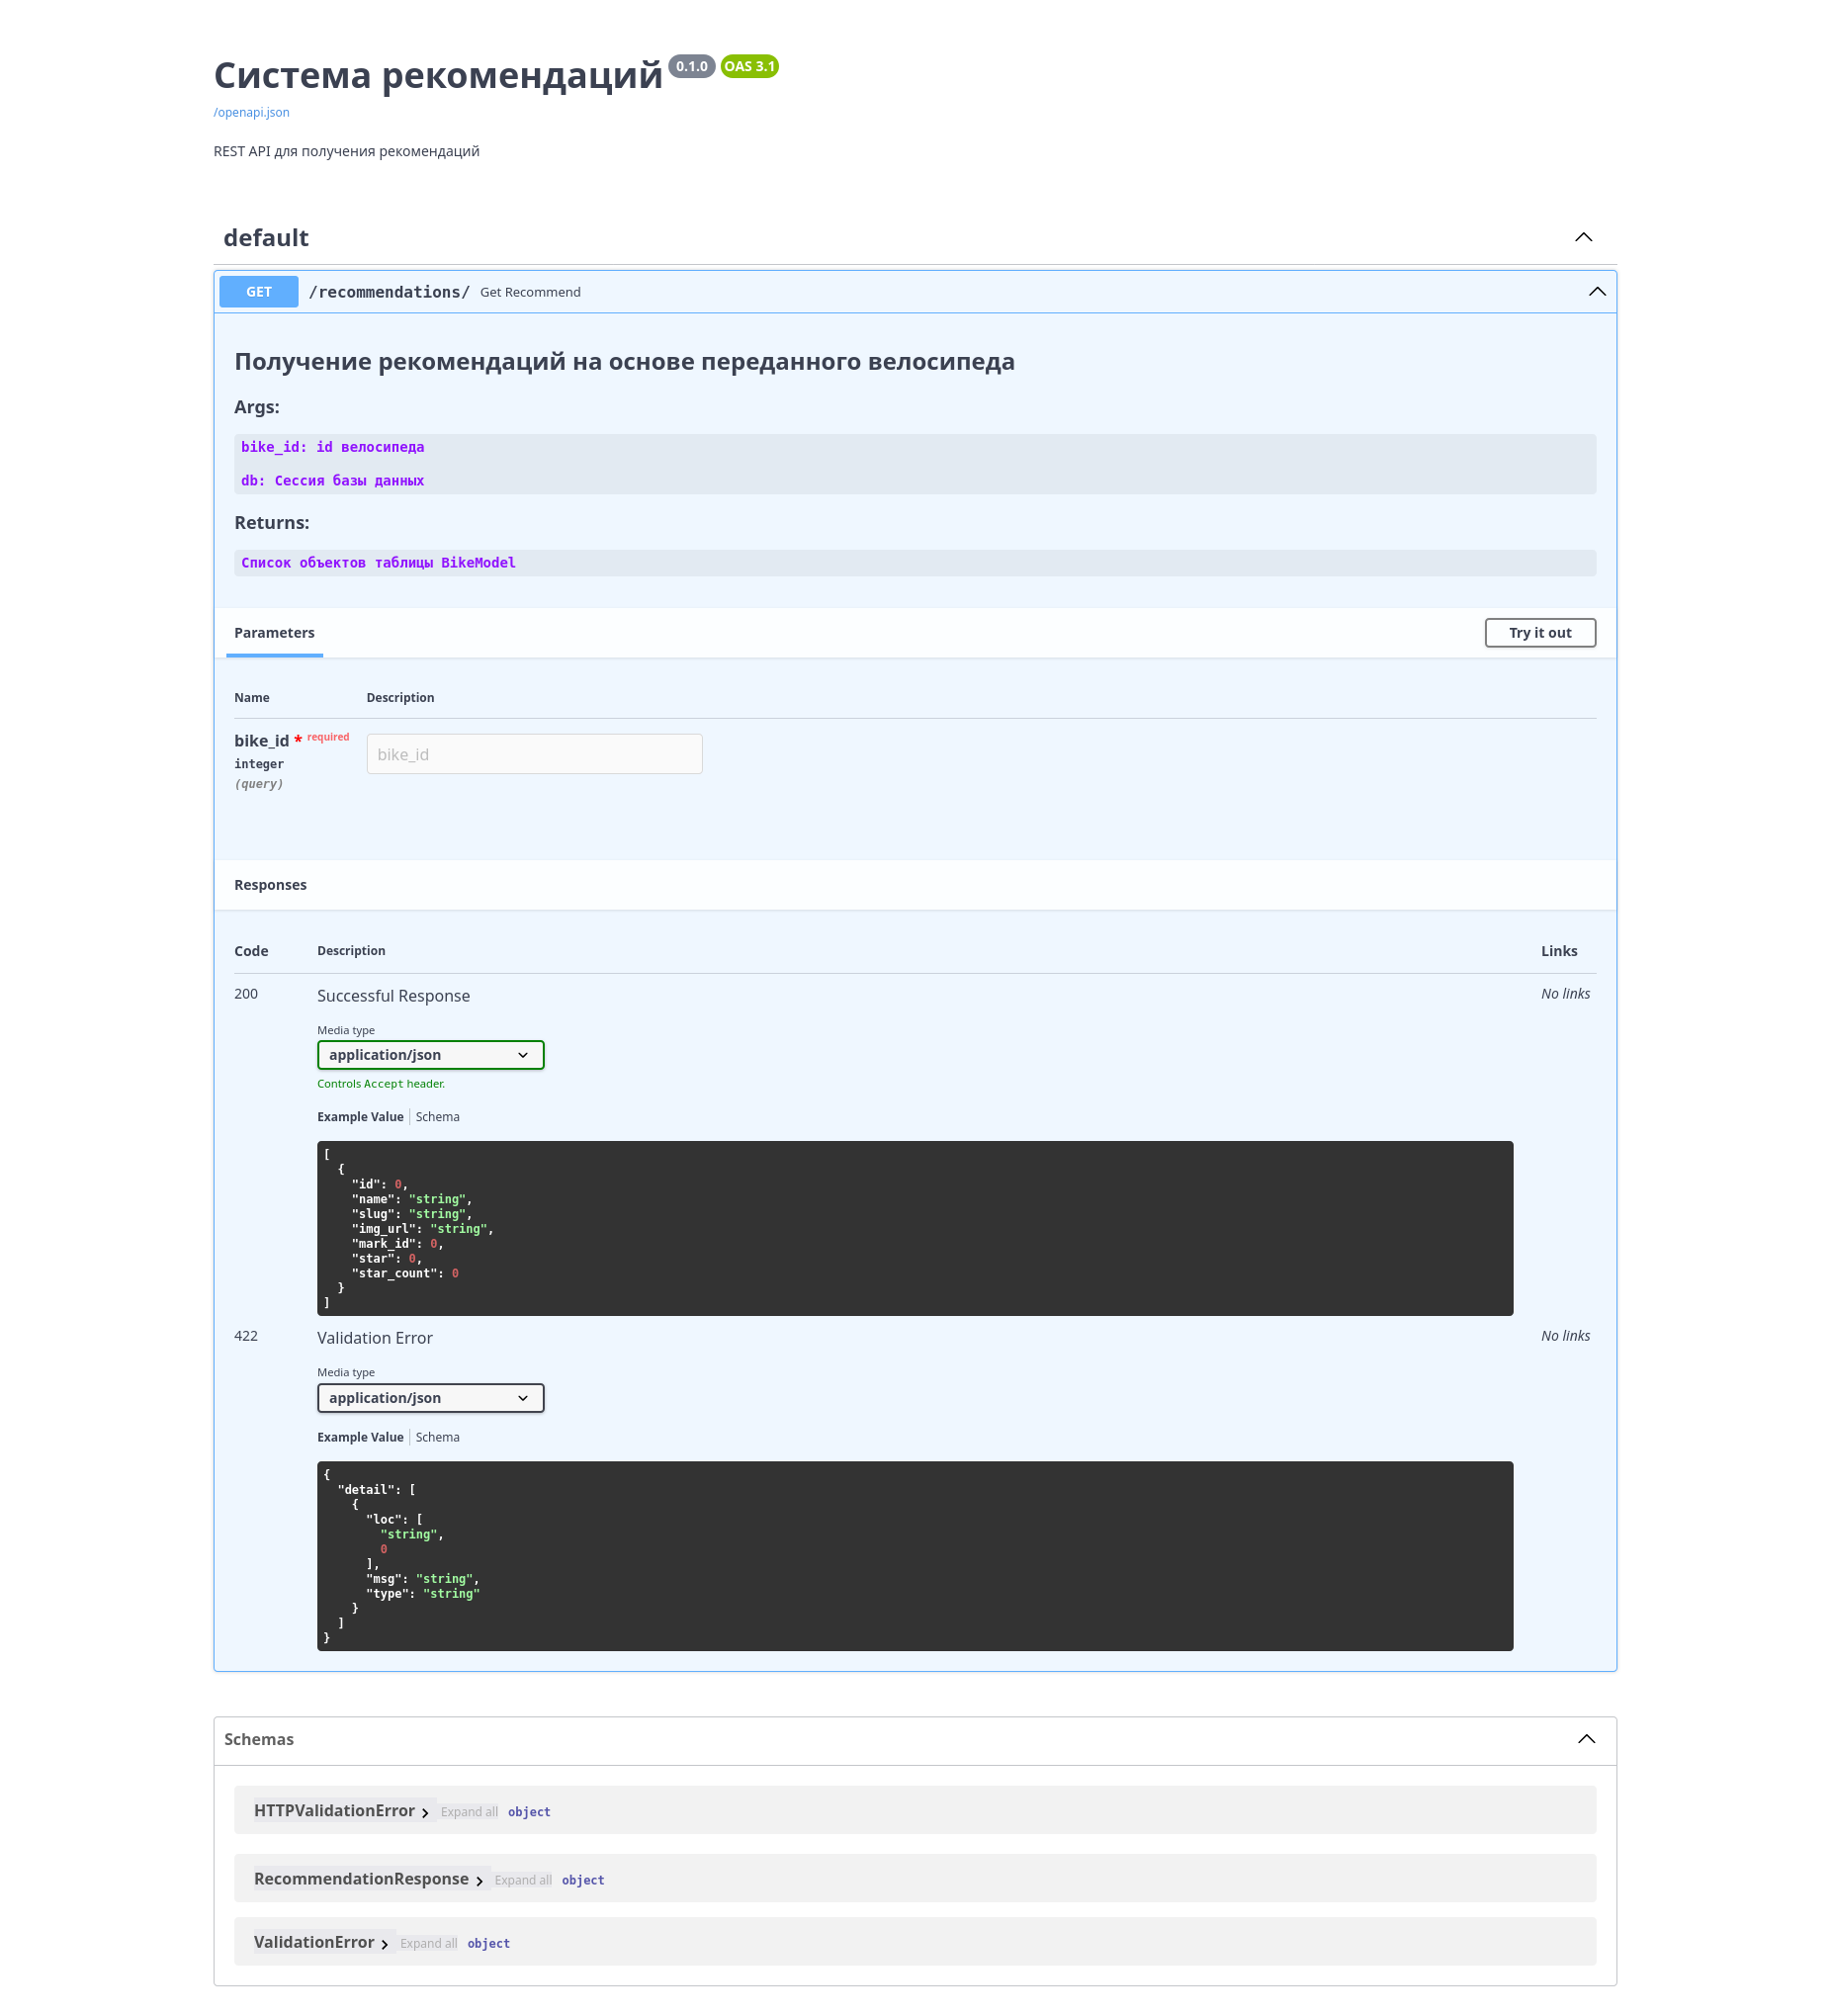 Система рекомендаций 0.1.0 OAS 3.1
/openapi.json
REST API для получения рекомендаций
default
GET /recommendations/ Get Recommend
Получение рекомендаций на основе переданного велосипеда
Args:
bike_id: id велосипеда
db: Сессия базы данных
Returns:
Список объектов таблицы BikeModel
Parameters Try it out
Name Description
bike_id * required
integer
(query)
bike_id
Responses
Code Description Links
200 Successful Response No links
Media type
application/json
Controls Accept header.
Example Value Schema
[
  {
    "id": 0,
    "name": "string",
    "slug": "string",
    "img_url": "string",
    "mark_id": 0,
    "star": 0,
    "star_count": 0
  }
]
422 Validation Error No links
Media type
application/json
Example Value Schema
{
  "detail": [
    {
      "loc": [
        "string",
        0
      ],
      "msg": "string",
      "type": "string"
    }
  ]
}
Schemas
HTTPValidationError Expand all object
RecommendationResponse Expand all object
ValidationError Expand all object